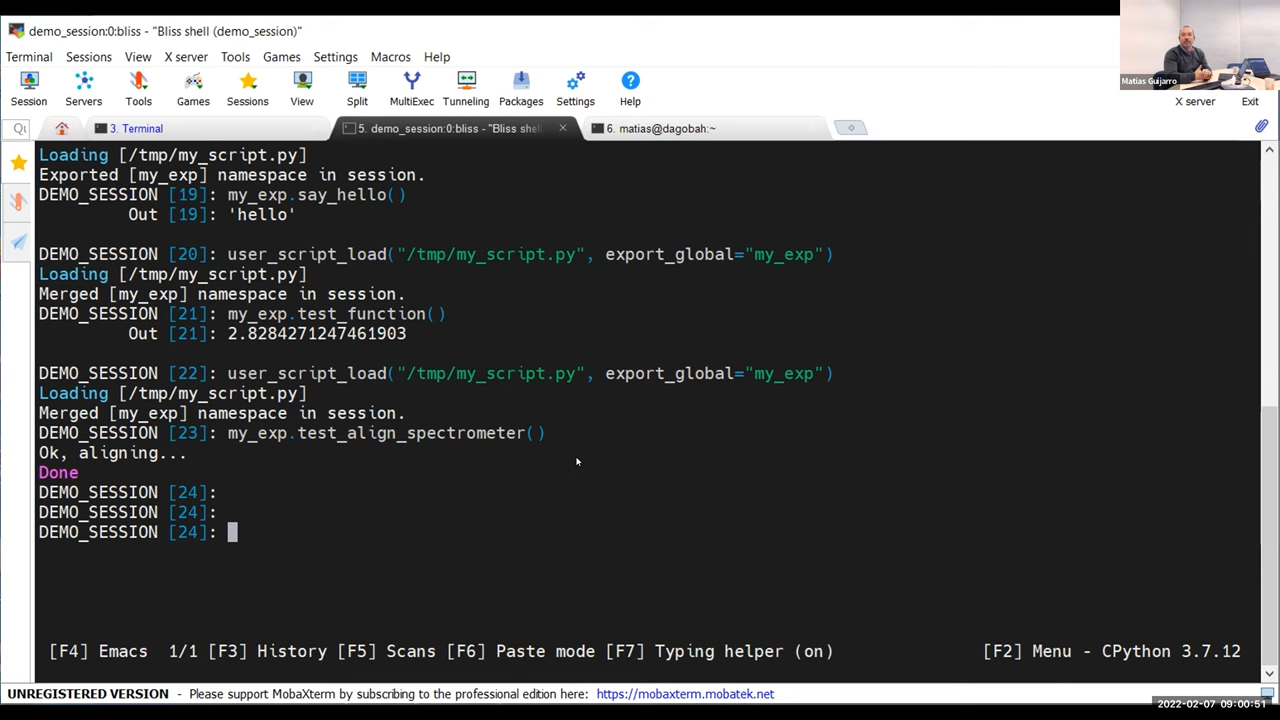 demo_session:0:bliss - "Bliss shell (demo_session)"
Matias Guijarro
Terminal Sessions View X server Tools Games Settings Macros Help
Session Servers Tools Games Sessions View Split MultiExec Tunneling Packages Settings Help X server Exit
3. Terminal 5. demo_session:0:bliss - "Bliss shell 6. matias@dagobah:~
Loading [/tmp/my_script.py]
Exported [my_exp] namespace in session.
DEMO_SESSION [19]: my_exp.say_hello()
Out [19]: 'hello'
DEMO_SESSION [20]: user_script_load("/tmp/my_script.py", export_global="my_exp")
Loading [/tmp/my_script.py]
Merged [my_exp] namespace in session.
DEMO_SESSION [21]: my_exp.test_function()
Out [21]: 2.8284271247461903
DEMO_SESSION [22]: user_script_load("/tmp/my_script.py", export_global="my_exp")
Loading [/tmp/my_script.py]
Merged [my_exp] namespace in session.
DEMO_SESSION [23]: my_exp.test_align_spectrometer()
Ok, aligning...
Done
DEMO_SESSION [24]:
DEMO_SESSION [24]:
DEMO_SESSION [24]:
[F4] Emacs 1/1 [F3] History [F5] Scans [F6] Paste mode [F7] Typing helper (on) [F2] Menu - CPython 3.7.12
UNREGISTERED VERSION - Please support MobaXterm by subscribing to the professional edition here: https://mobaxterm.mobatek.net
2022-02-07 09:00:51